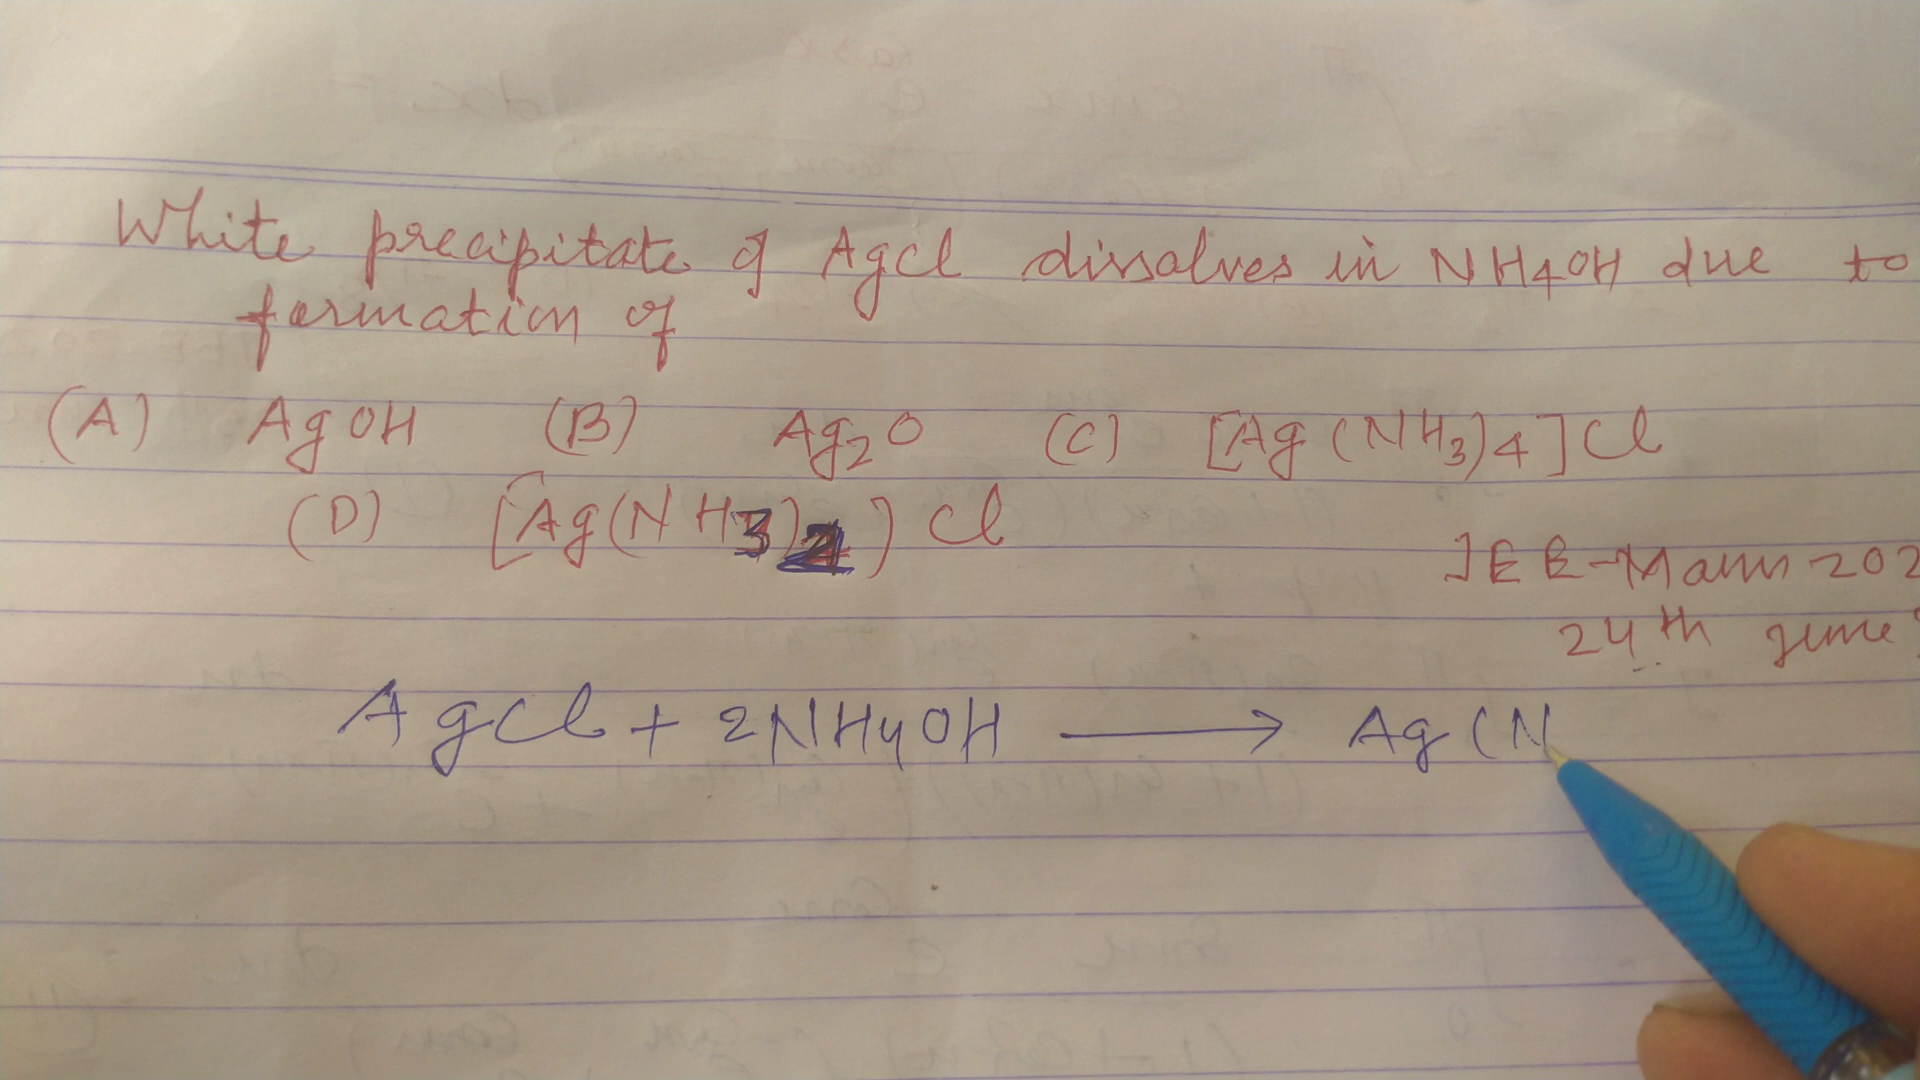 White precipitate of AgCl dissolves in NH4OH due to
formation of
(A) AgOH (B) Ag2O (C) [Ag(NH3)4]Cl
(D) [Ag(NH3)2]Cl
JEE-Main 202
24th june
AgCl + 2NH4OH → Ag(N